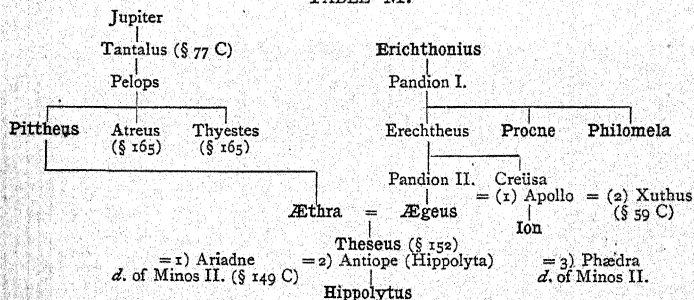 TABLE M.
Jupiter
Tantalus (§ 77 C) Erichthonius
Pelops Pandion I.
Pittheus Atreus Thyestes Erechtheus Procne Philomela
(§ 165) (§ 165)
Pandion II. Creüsa
= (1) Apollo = (2) Xuthus
Æthra = Ægeus (§ 59 C)
Ion
Theseus (§ 152)
= 1) Ariadne = 2) Antiope (Hippolyta) = 3) Phædra
d. of Minos II. (§ 149 C) d. of Minos II.
Hippolytus